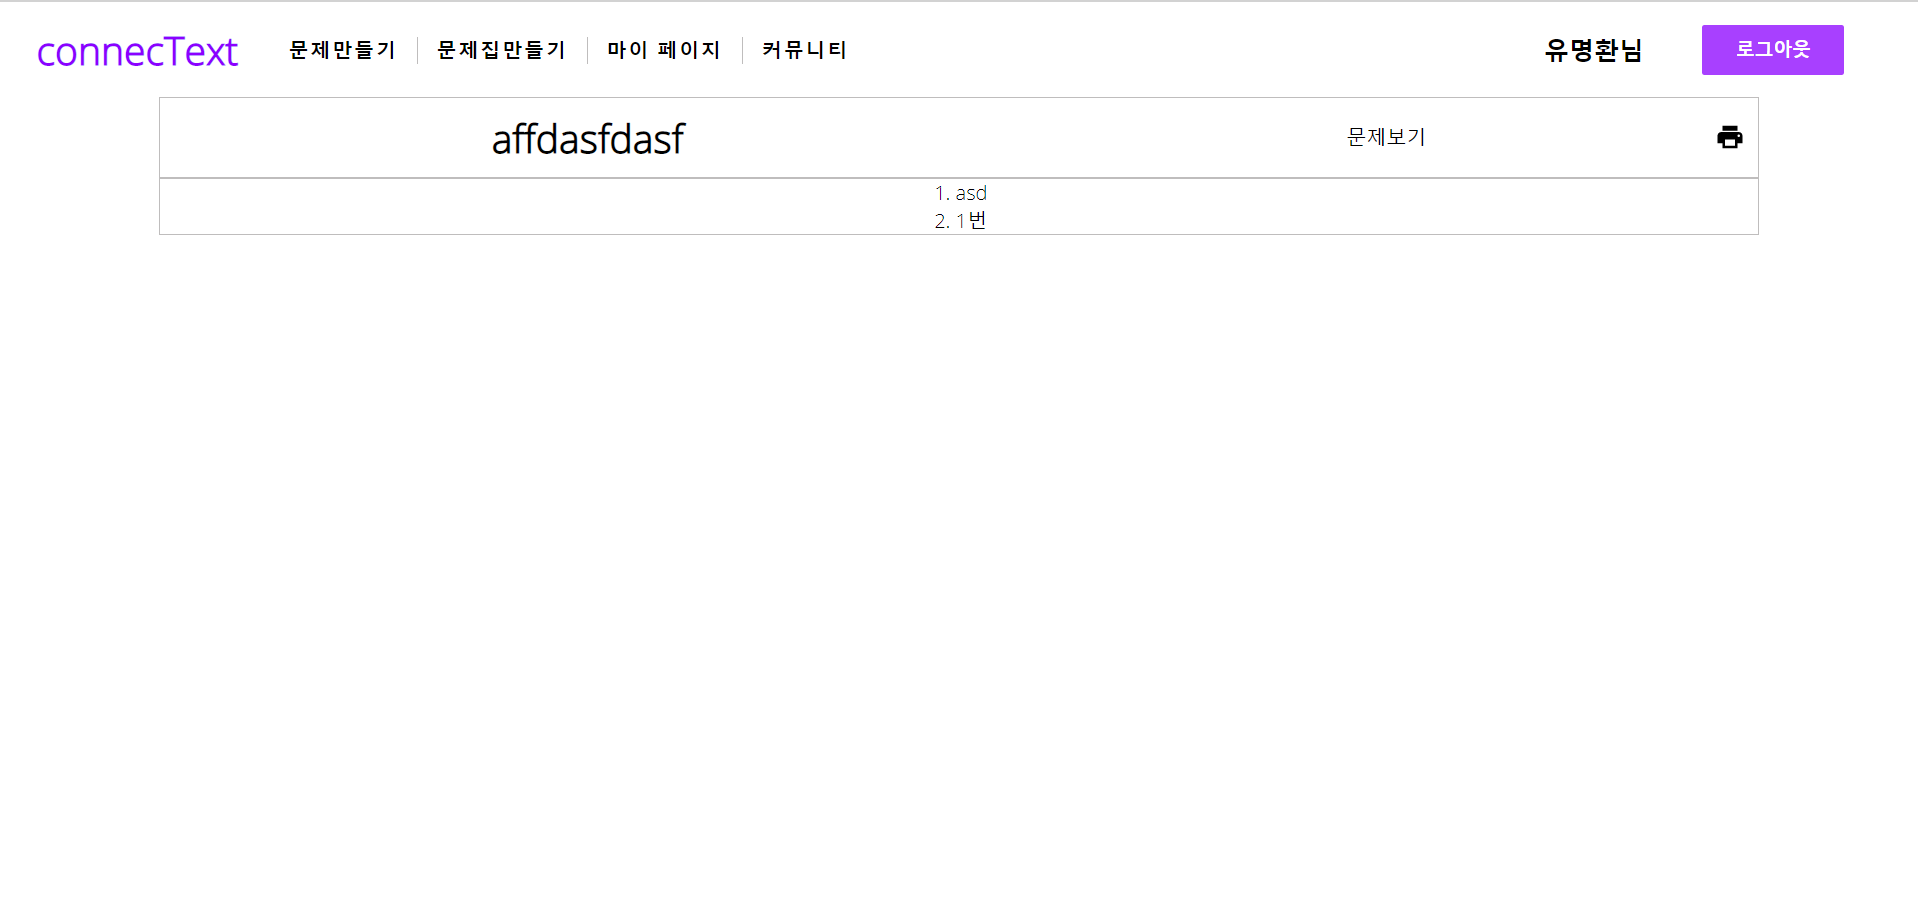 connecText 문제만들기 문제집만들기 마이 페이지 커뮤니티 유명환님 로그아웃
affdasfdasf 문제보기
1. asd
2. 1번